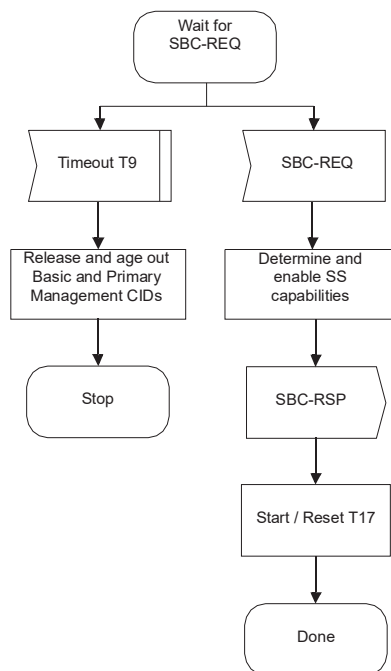 Wait for
SBC-REQ
Timeout T9
SBC-REQ
Release and age out
Basic and Primary
Management CIDs
Determine and
enable SS
capabilities
Stop
SBC-RSP
Start / Reset T17
Done